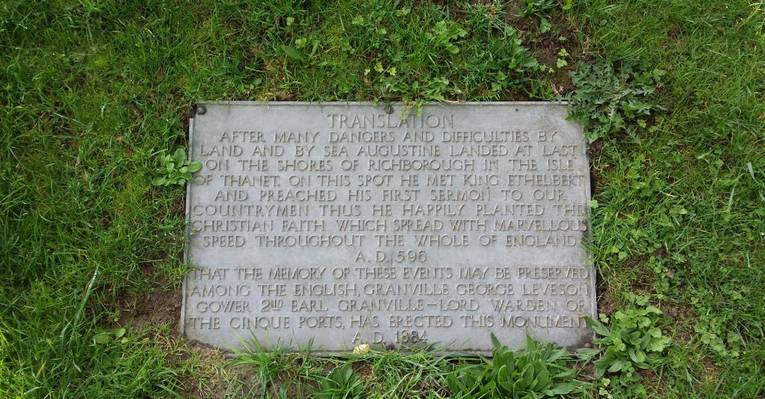 TRANSLATION
AFTER MANY DANGERS AND DIFFICULTIES BY
LAND AND BY SEA AUGUSTINE LANDED AT LAST
ON THE SHORES OF RICHBOROUGH IN THE ISLE
OF THANET. ON THIS SPOT HE MET KING ETHELBERT
AND PREACHED HIS FIRST SERMON TO OUR
COUNTRYMEN THUS HE HAPPILY PLANTED THE
CHRISTIAN FAITH, WHICH SPREAD WITH MARVELLOUS
SPEED THROUGHOUT THE WHOLE OF ENGLAND.
A.D. 596
THAT THE MEMORY OF THESE EVENTS MAY BE PRESERVED
AMONG THE ENGLISH, GRANVILLE GEORGE LEVESON
GOWER 2ND EARL GRANVILLE-LORD WARDEN OF
THE CINQUE PORTS, HAS ERECTED THIS MONUMENT
A.D. 1884